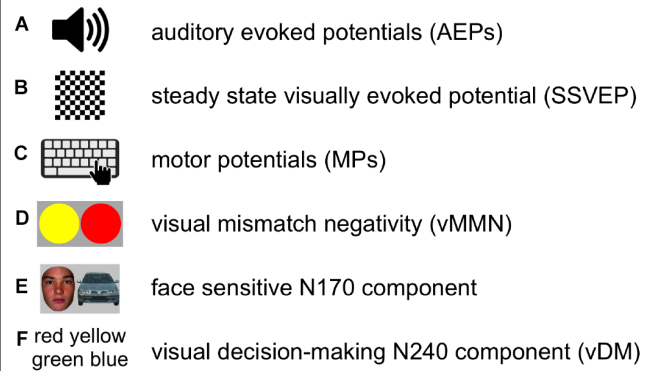 A auditory evoked potentials (AEPs)
B steady state visually evoked potential (SSVEP)
C motor potentials (MPs)
D visual mismatch negativity (vMMN)
E face sensitive N170 component
F red yellow
green blue visual decision-making N240 component (vDM)